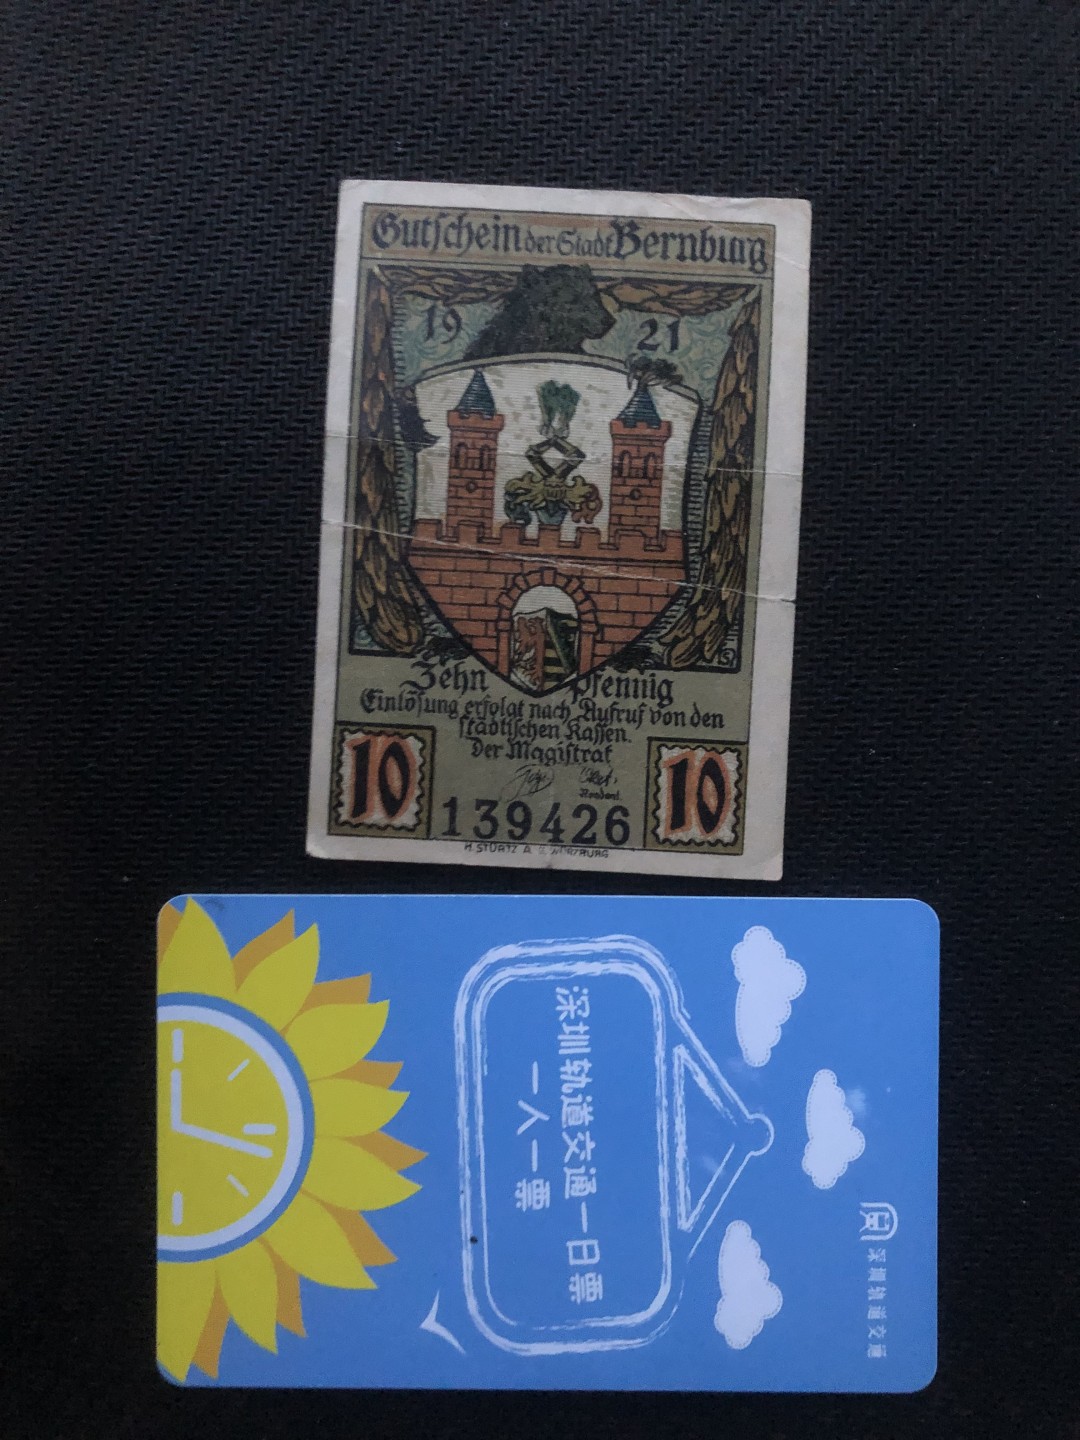 Gutschein der Stadt Bernburg
19 21
Zehn Pfennig
Einlösung erfolgt nach Aufruf von den
städtischen Kassen.
Der Magistrat
Rendant
10 139426 10
H. STÜRTZ A. G. WÜRZBURG
深圳轨道交通一日票
一人一票
深圳轨道交通